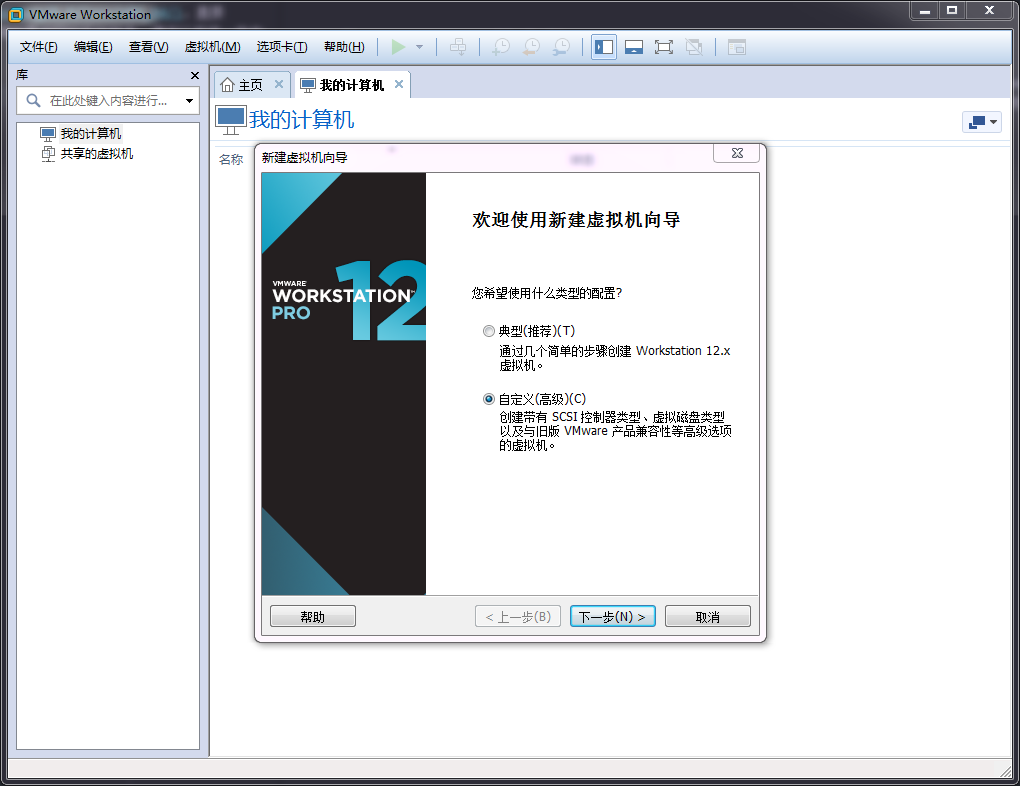 VMware Workstation
文件(F) 编辑(E) 查看(V) 虚拟机(M) 选项卡(T) 帮助(H)
库
在此处键入内容进行...
我的计算机
共享的虚拟机
主页 我的计算机
我的计算机
名称
新建虚拟机向导
VMWARE
WORKSTATION™
PRO
12
欢迎使用新建虚拟机向导
您希望使用什么类型的配置?
典型(推荐)(T)
通过几个简单的步骤创建 Workstation 12.x
虚拟机。
自定义(高级)(C)
创建带有 SCSI 控制器类型、虚拟磁盘类型
以及与旧版 VMware 产品兼容性等高级选项
的虚拟机。
帮助 < 上一步(B) 下一步(N) > 取消